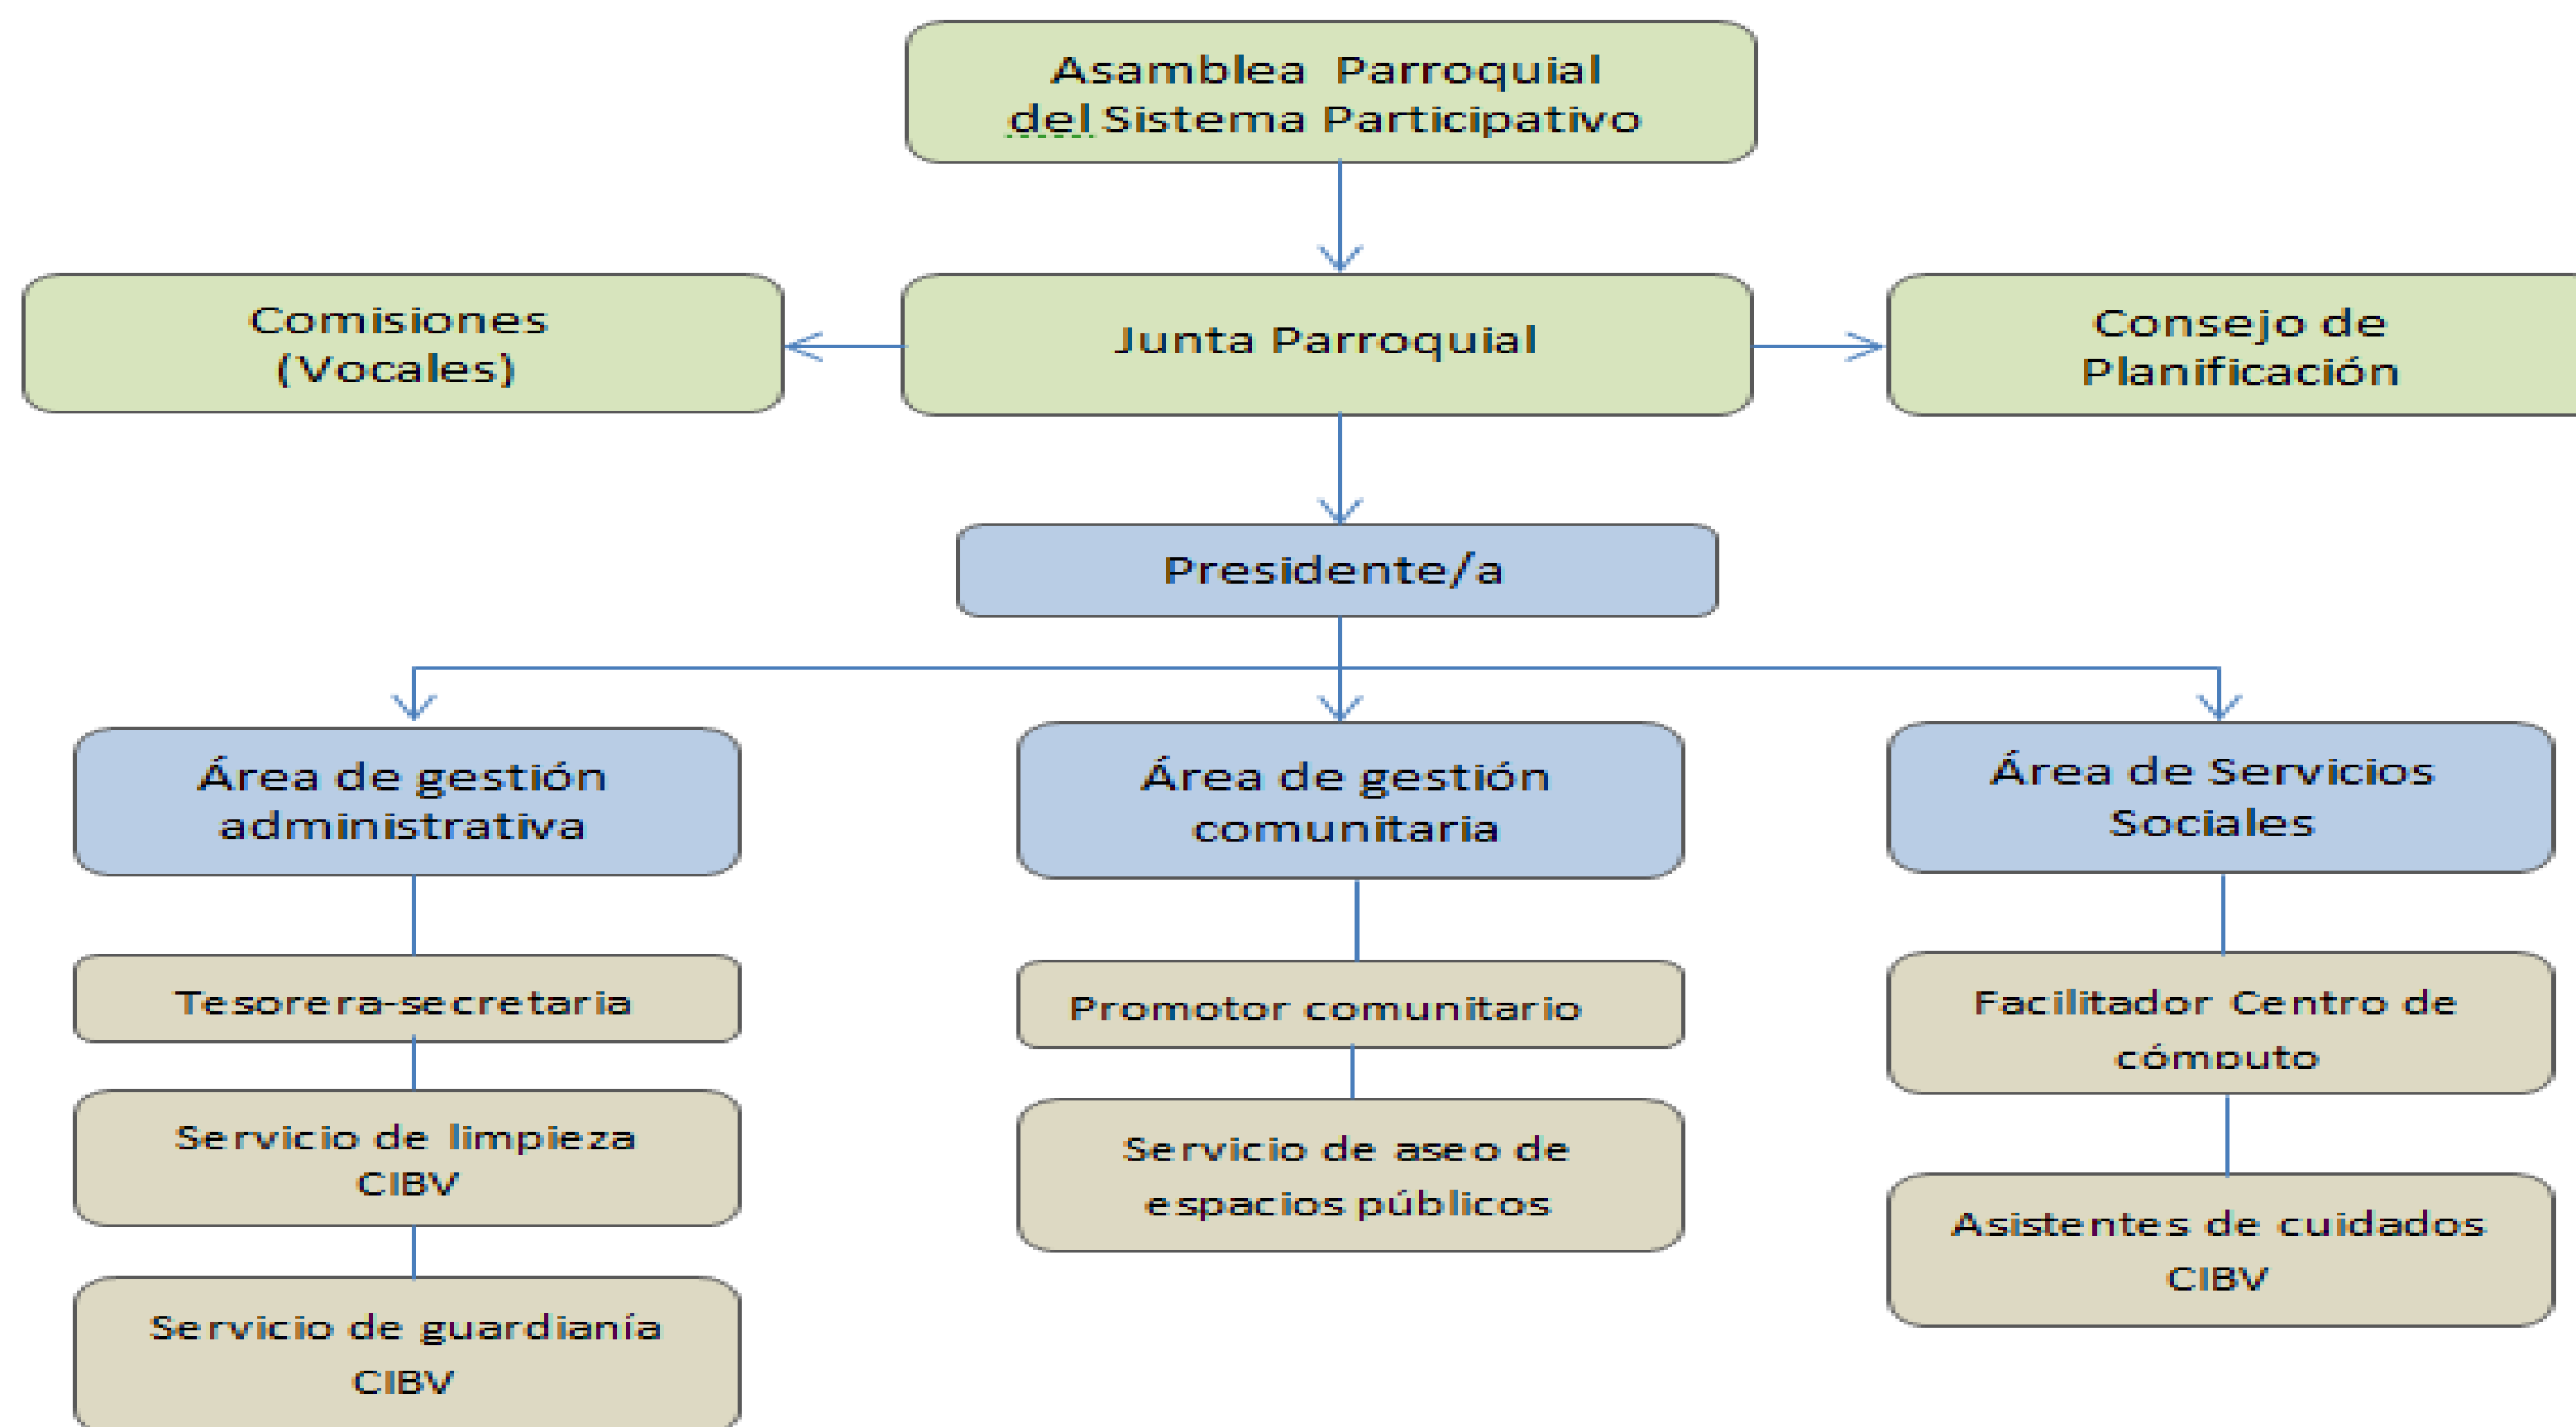 Asamblea Parroquial
del Sistema Participativo
Comisiones
(Vocales)
Junta Parroquial
Consejo de
Planificación
Presidente/a
Área de gestión
administrativa
Área de gestión
comunitaria
Área de Servicios
Sociales
Tesorera-secretaria
Servicio de limpieza
CIBV
Servicio de guardianía
CIBV
Promotor comunitario
Servicio de aseo de
espacios públicos
Facilitador Centro de
cómputo
Asistentes de cuidados
CIBV